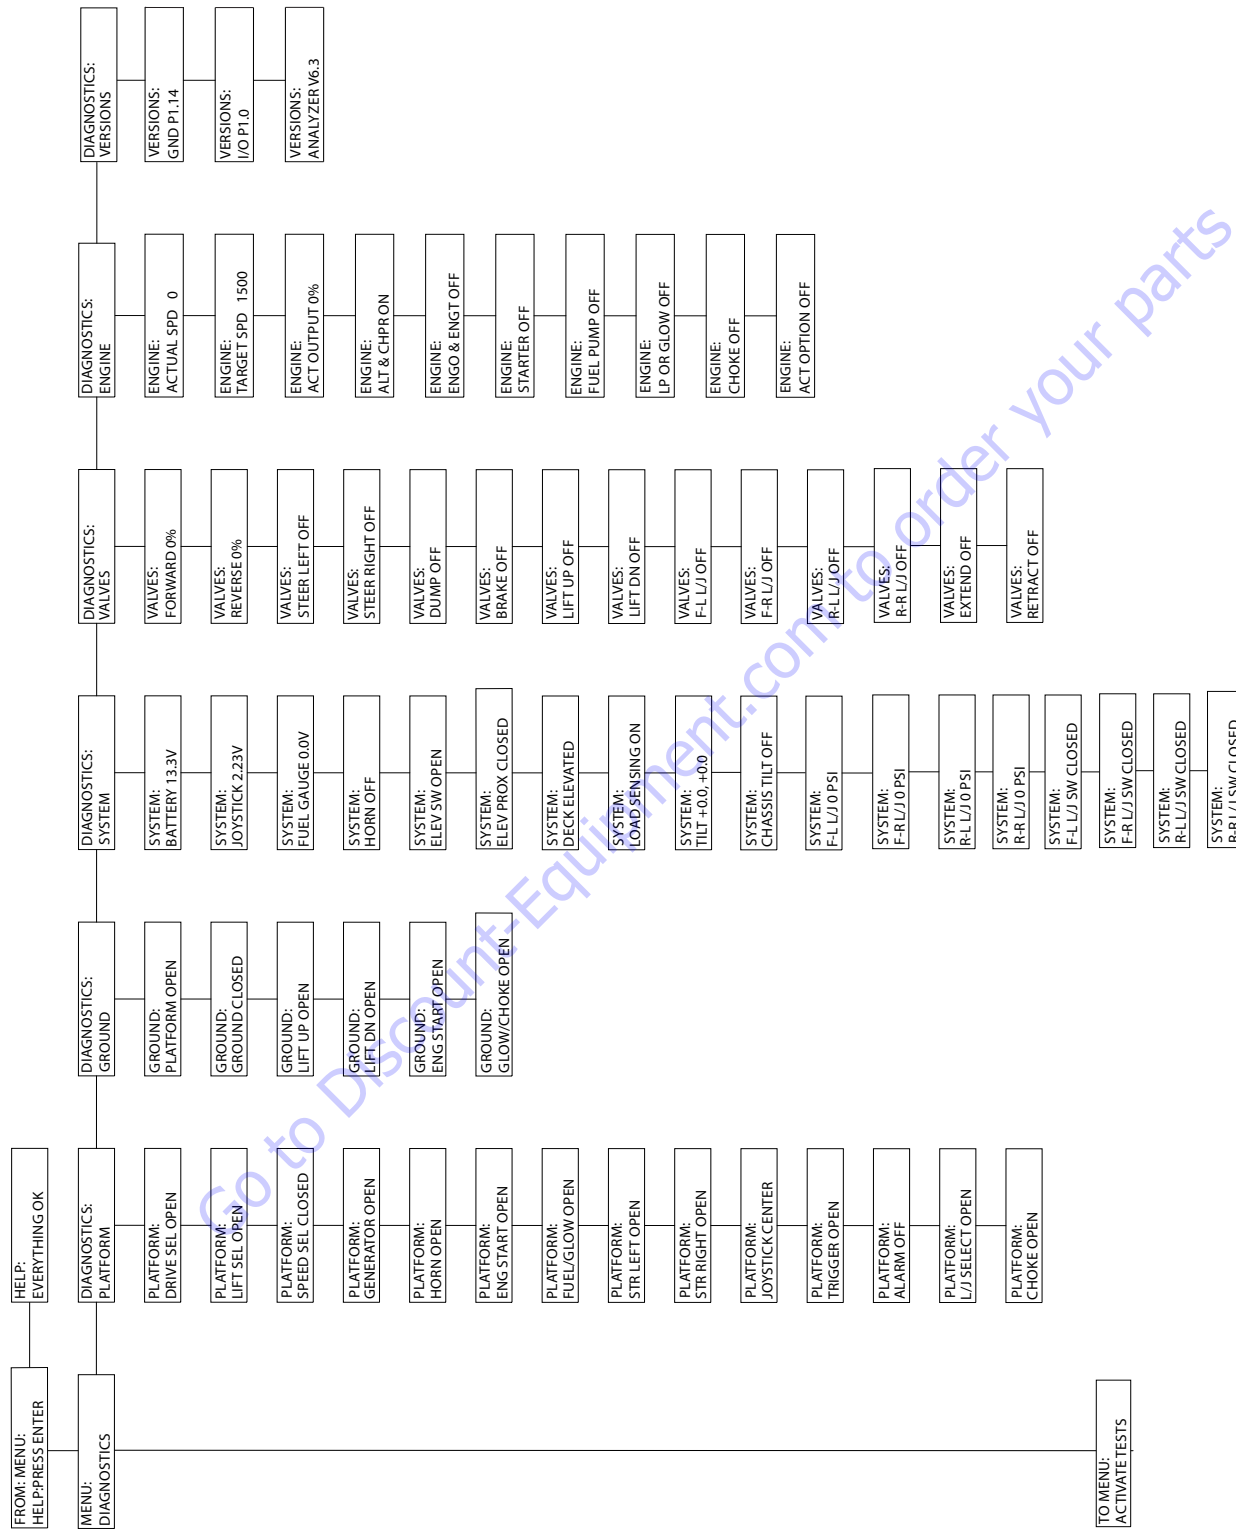 FROM: MENU:
HELP:PRESS ENTER
HELP:
EVERYTHING OK
MENU:
DIAGNOSTICS
DIAGNOSTICS:
PLATFORM
PLATFORM:
DRIVE SEL OPEN
PLATFORM:
LIFT SEL OPEN
PLATFORM:
SPEED SEL CLOSED
PLATFORM:
GENERATOR OPEN
PLATFORM:
HORN OPEN
PLATFORM:
ENG START OPEN
PLATFORM:
FUEL/GLOW OPEN
PLATFORM:
STR LEFT OPEN
PLATFORM:
STR RIGHT OPEN
PLATFORM:
JOYSTICK CENTER
PLATFORM:
TRIGGER OPEN
PLATFORM:
ALARM OFF
PLATFORM:
L/J SELECT OPEN
PLATFORM:
CHOKE OPEN
DIAGNOSTICS:
GROUND
GROUND:
PLATFORM OPEN
GROUND:
GROUND CLOSED
GROUND:
LIFT UP OPEN
GROUND:
LIFT DN OPEN
GROUND:
ENG START OPEN
GROUND:
GLOW/CHOKE OPEN
DIAGNOSTICS:
SYSTEM
SYSTEM:
BATTERY 13.3V
SYSTEM:
JOYSTICK 2.23V
SYSTEM:
FUEL GAUGE 0.0V
SYSTEM:
HORN OFF
SYSTEM:
ELEV SW OPEN
SYSTEM:
ELEV PROX CLOSED
SYSTEM:
DECK ELEVATED
SYSTEM:
LOAD SENSING ON
SYSTEM:
TILT +0.0, +0.0
SYSTEM:
CHASSIS TILT OFF
SYSTEM:
F-L L/J 0 PSI
SYSTEM:
F-R L/J 0 PSI
SYSTEM:
R-L L/J 0 PSI
SYSTEM:
R-R L/J 0 PSI
SYSTEM:
F-L L/J SW CLOSED
SYSTEM:
F-R L/J SW CLOSED
SYSTEM:
R-L L/J SW CLOSED
SYSTEM:
R-R L/J SW CLOSED
DIAGNOSTICS:
VALVES
VALVES:
FORWARD 0%
VALVES:
REVERSE 0%
VALVES:
STEER LEFT OFF
VALVES:
STEER RIGHT OFF
VALVES:
DUMP OFF
VALVES:
BRAKE OFF
VALVES:
LIFT UP OFF
VALVES:
LIFT DN OFF
VALVES:
F-L L/J OFF
VALVES:
F-R L/J OFF
VALVES:
R-L L/J OFF
VALVES:
R-R L/J OFF
VALVES:
EXTEND OFF
VALVES:
RETRACT OFF
DIAGNOSTICS:
ENGINE
ENGINE:
ACTUAL SPD 0
ENGINE:
TARGET SPD 1500
ENGINE:
ACT OUTPUT 0%
ENGINE:
ALT & CHPR ON
ENGINE:
ENGO & ENGT OFF
ENGINE:
STARTER OFF
ENGINE:
FUEL PUMP OFF
ENGINE:
LP OR GLOW OFF
ENGINE:
CHOKE OFF
ENGINE:
ACT OPTION OFF
DIAGNOSTICS:
VERSIONS
VERSIONS:
GND P1.14
VERSIONS:
I/O P1.0
VERSIONS:
ANALYZER V6.3
TO MENU:
ACTIVATE TESTS
Go to Discount-Equipment.com to order your parts